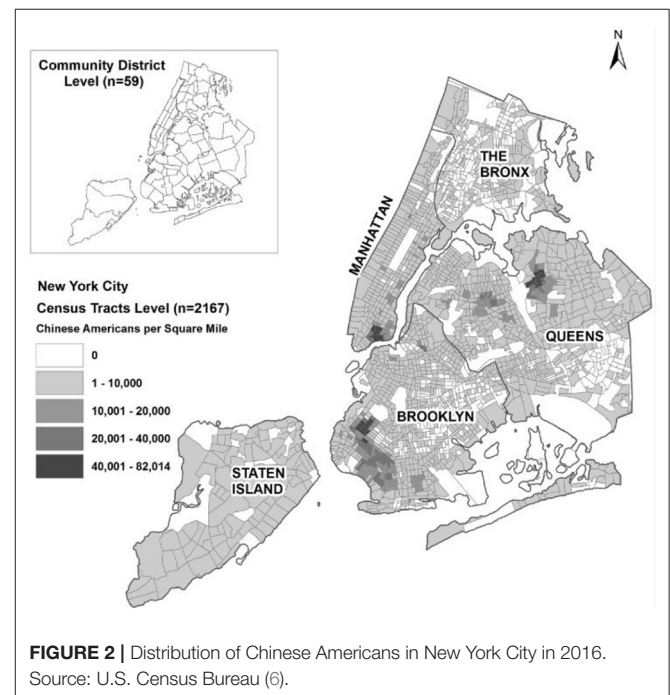 Community District
Level (n=59)
N
THE
BRONX
MANHATTAN
New York City
Census Tracts Level (n=2167)
Chinese Americans per Square Mile
0
1 - 10,000
10,001 - 20,000
20,001 - 40,000
40,001 - 82,014
QUEENS
BROOKLYN
STATEN
ISLAND
FIGURE 2 | Distribution of Chinese Americans in New York City in 2016.
Source: U.S. Census Bureau (6).